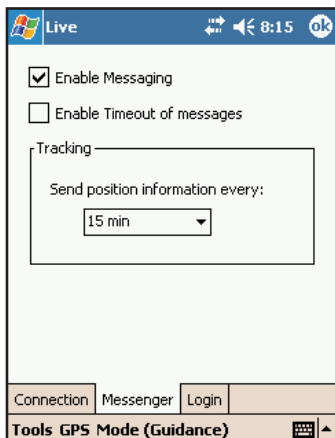 Live 8:15 ok
Enable Messaging
Enable Timeout of messages
Tracking
Send position information every:
15 min
Connection Messenger Login
Tools GPS Mode (Guidance)